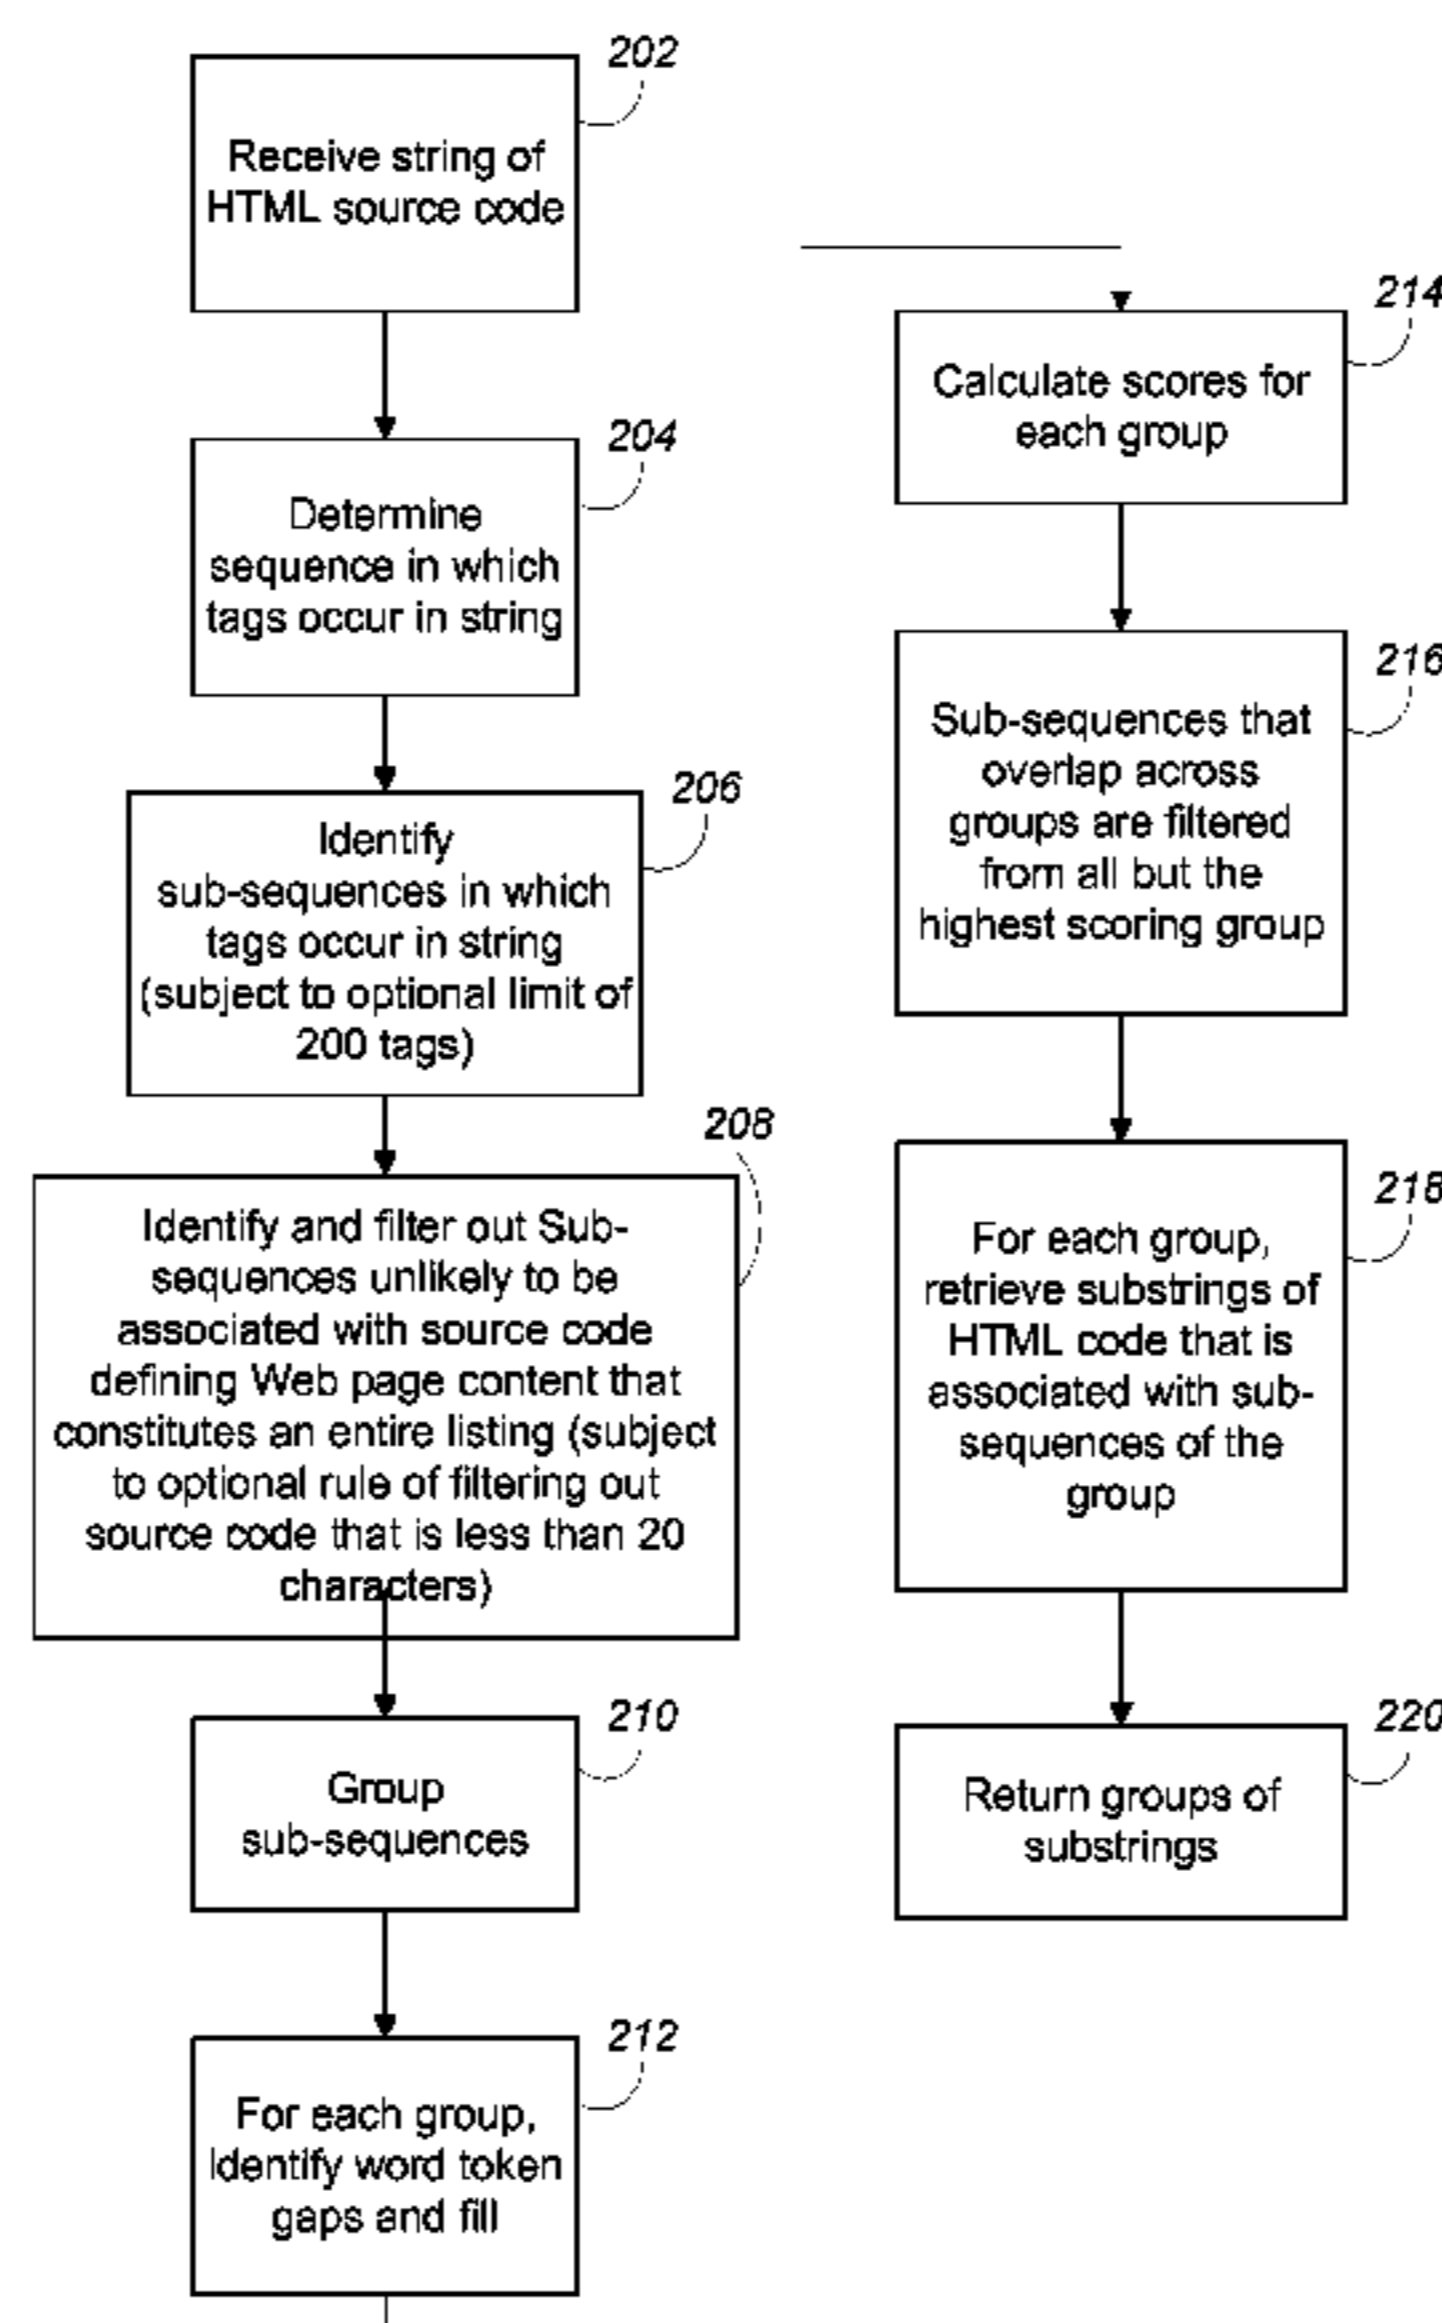 202
Receive string of
HTML source code
204
Determine
sequence in which
tags occur in string
206
Identify
sub-sequences in which
tags occur in string
(subject to optional limit of
200 tags)
208
Identify and filter out Sub-
sequences unlikely to be
associated with source code
defining Web page content that
constitutes an entire listing (subject
to optional rule of filtering out
source code that is less than 20
characters)
210
Group
sub-sequences
212
For each group,
Identify word token
gaps and fill
214
Calculate scores for
each group
216
Sub-sequences that
overlap across
groups are filtered
from all but the
highest scoring group
218
For each group,
retrieve substrings of
HTML code that is
associated with sub-
sequences of the
group
220
Return groups of
substrings